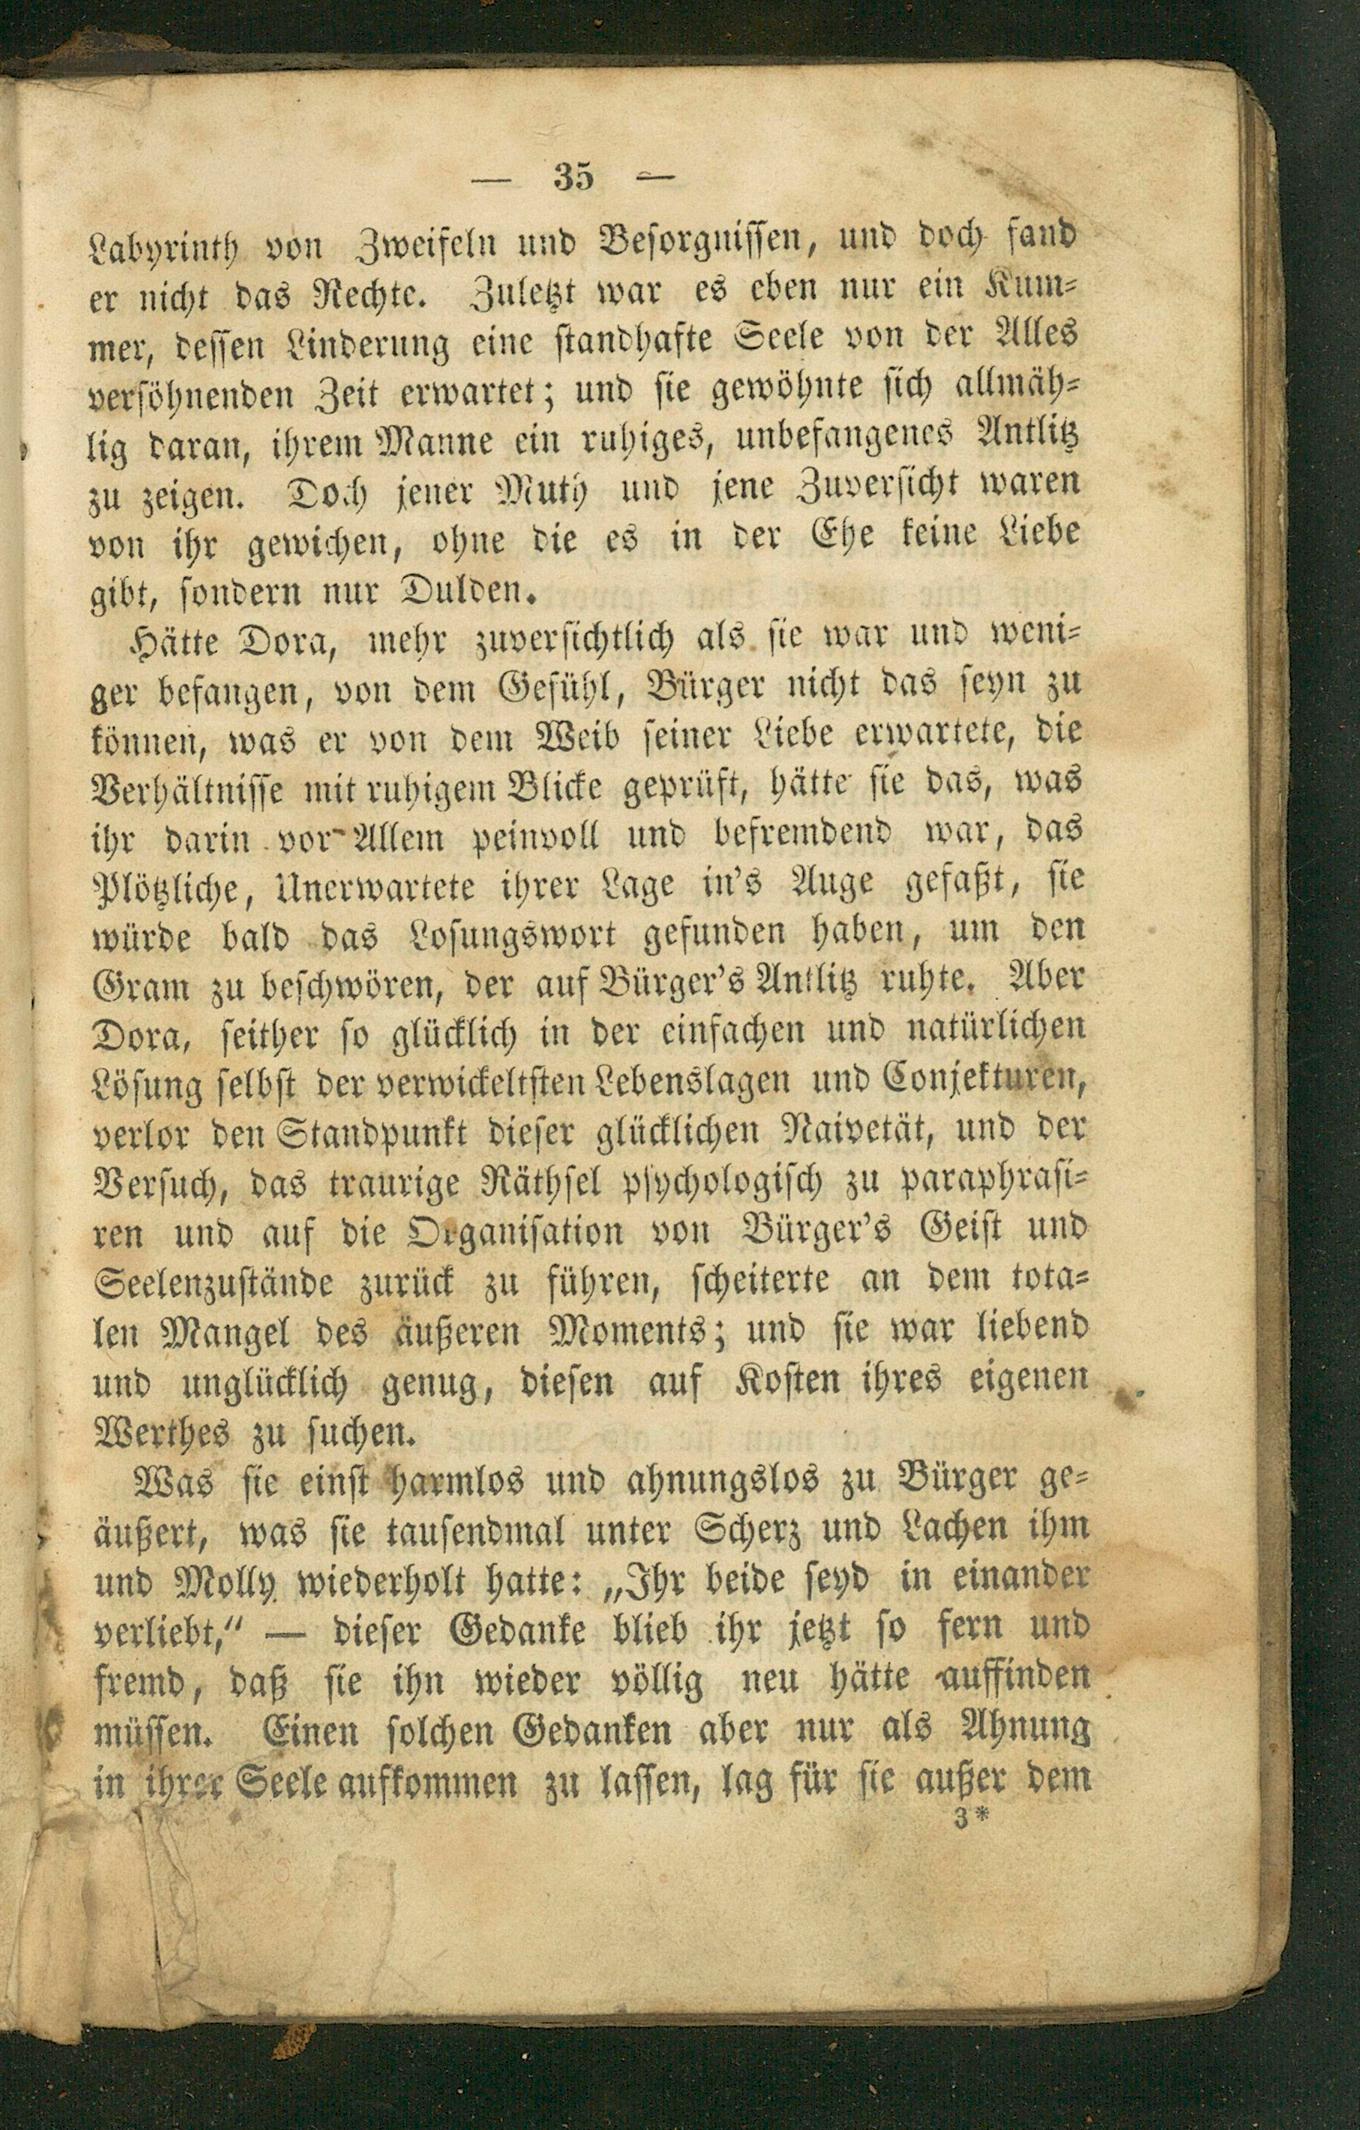 — 35 —
Labyrinth von Zweifeln und Besorgnissen, und doch fand
er nicht das Rechte. Zuletzt war es eben nur ein Kum-
mer, dessen Linderung eine standhafte Seele von der Alles
versöhnenden Zeit erwartet; und sie gewöhnte sich allmäh-
lig daran, ihrem Manne ein ruhiges, unbefangenes Antlitz
zu zeigen. Doch jener Muth und jene Zuversicht waren
von ihr gewichen, ohne die es in der Ehe keine Liebe
gibt, sondern nur Dulden.
Hätte Dora, mehr zuversichtlich als sie war und weni-
ger befangen, von dem Gefühl, Bürger nicht das seyn zu
können, was er von dem Weib seiner Liebe erwartete, die
Verhältnisse mit ruhigem Blicke geprüft, hätte sie das, was
ihr darin vor Allem peinvoll und befremdend war, das
Plötzliche, Unerwartete ihrer Lage in's Auge gefaßt, sie
würde bald das Losungswort gefunden haben, um den
Gram zu beschwören, der auf Bürger's Antlitz ruhte. Aber
Dora, seither so glücklich in der einfachen und natürlichen
Lösung selbst der verwickeltsten Lebenslagen und Conjekturen,
verlor den Standpunkt dieser glücklichen Naivetät, und der
Versuch, das traurige Räthsel psychologisch zu paraphrasi-
ren und auf die Organisation von Bürger's Geist und
Seelenzustände zurück zu führen, scheiterte an dem tota-
len Mangel des äußeren Moments; und sie war liebend
und unglücklich genug, diesen auf Kosten ihres eigenen
Werthes zu suchen.
Was sie einst harmlos und ahnungslos zu Bürger ge-
äußert, was sie tausendmal unter Scherz und Lachen ihm
und Molly wiederholt hatte: „Ihr beide seyd in einander
verliebt,“ — dieser Gedanke blieb ihr jetzt so fern und
fremd, daß sie ihn wieder völlig neu hätte auffinden
müssen. Einen solchen Gedanken aber nur als Ahnung
in ihrer Seele aufkommen zu lassen, lag für sie außer dem
3*